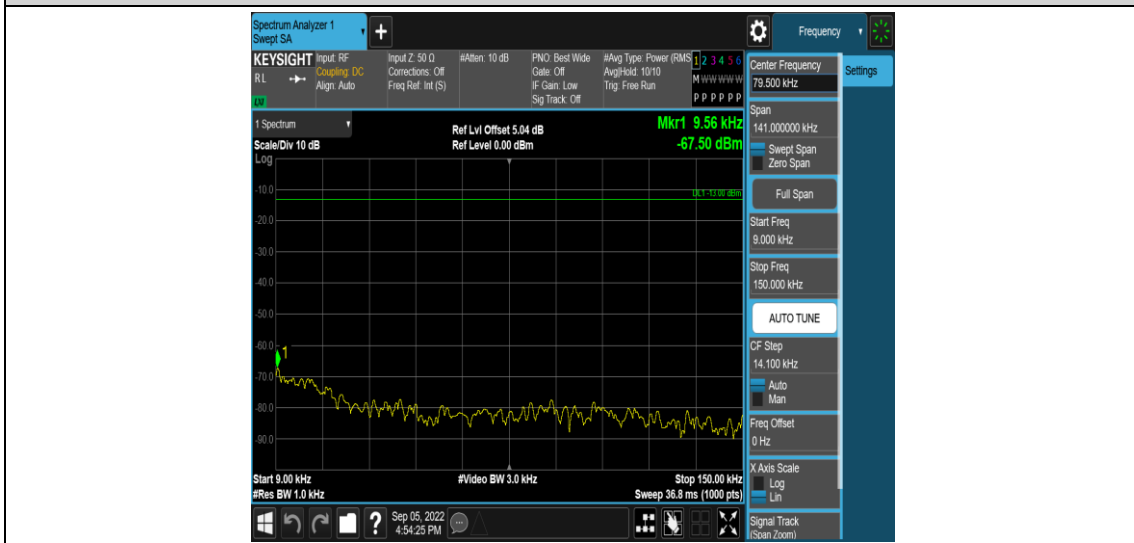 Spectrum Analyzer 1
Swept SA
+
Frequency
KEYSIGHT
RL
Input: RF
Coupling: DC
Align: Auto
Input Z: 50 Ω
Corrections: Off
Freq Ref: Int (S)
#Atten: 10 dB
PNO: Best Wide
Gate: Off
IF Gain: Low
Sig Track: Off
#Avg Type: Power (RMS
Avg|Hold: 10/10
Trig: Free Run
1 2 3 4 5 6
M W W W W W
P P P P P P
1 Spectrum
Scale/Div 10 dB
Ref Lvl Offset 5.04 dB
Ref Level 0.00 dBm
Mkr1 9.56 kHz
-67.50 dBm
Log
DL1 -13.00 dBm
-10.0
-20.0
-30.0
-40.0
-50.0
-60.0
1
-70.0
-80.0
-90.0
Start 9.00 kHz
#Res BW 1.0 kHz
#Video BW 3.0 kHz
Stop 150.00 kHz
Sweep 36.8 ms (1000 pts)
?
Sep 05, 2022
4:54:25 PM
Center Frequency
79.500 kHz
Settings
Span
141.000000 kHz
Swept Span
Zero Span
Full Span
Start Freq
9.000 kHz
Stop Freq
150.000 kHz
AUTO TUNE
CF Step
14.100 kHz
Auto
Man
Freq Offset
0 Hz
X Axis Scale
Log
Lin
Signal Track
(Span Zoom)